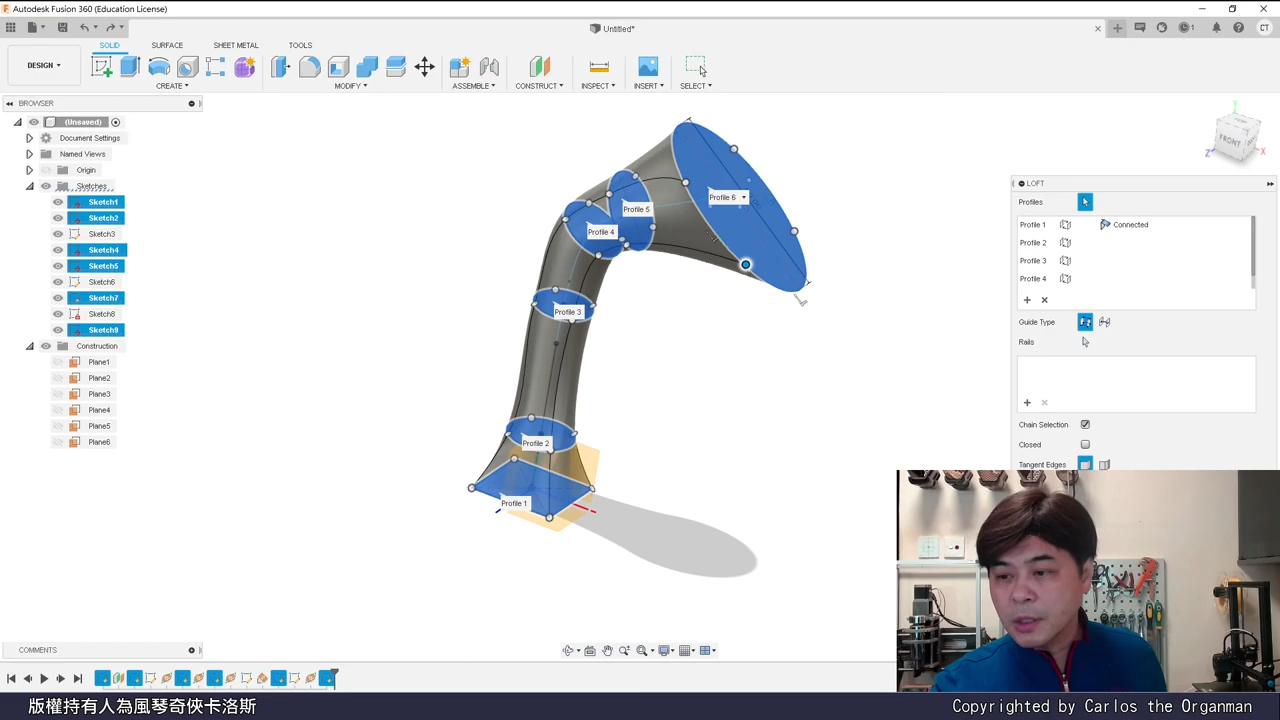 Autodesk Fusion 360 (Education License)
Untitled*
1
CT
DESIGN
SOLID
SURFACE
SHEET METAL
TOOLS
CREATE
MODIFY
ASSEMBLE
CONSTRUCT
INSPECT
INSERT
SELECT
BROWSER
(Unsaved)
Document Settings
Named Views
Origin
Sketches
Sketch1
Sketch2
Sketch3
Sketch4
Sketch5
Sketch6
Sketch7
Sketch8
Sketch9
Construction
Plane1
Plane2
Plane3
Plane4
Plane5
Plane6
Profile 6
Profile 5
Profile 4
Profile 3
Profile 2
Profile 1
FRONT
Z
X
Y
LOFT
Profiles
Profile 1
Connected
Profile 2
Profile 3
Profile 4
Guide Type
Rails
Chain Selection
Closed
Tangent Edges
COMMENTS
版權持有人為風琴奇俠卡洛斯
Copyrighted by Carlos the Organman